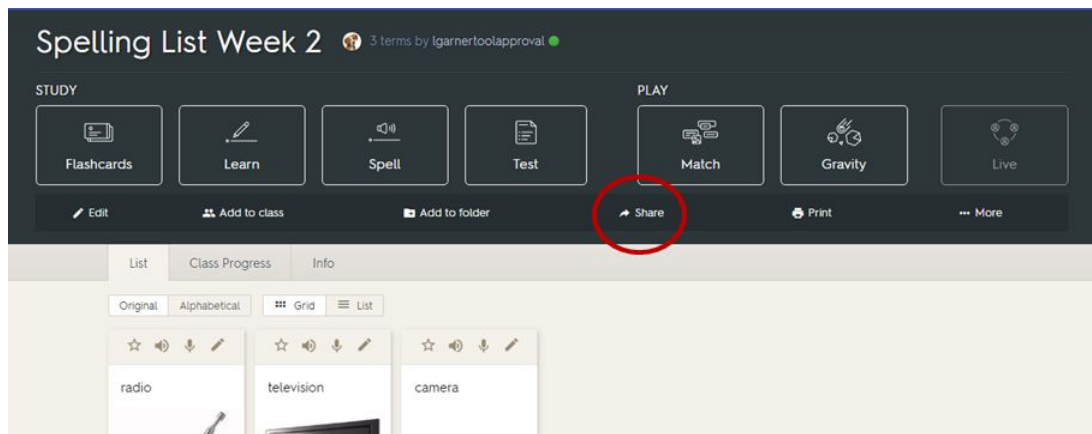 Spelling List Week 2 3 terms by lgarnertoolapproval
STUDY PLAY
Flashcards Learn Spell Test Match Gravity Live
Edit Add to class Add to folder Share Print More
List Class Progress Info
Original Alphabetical Grid List
radio television camera